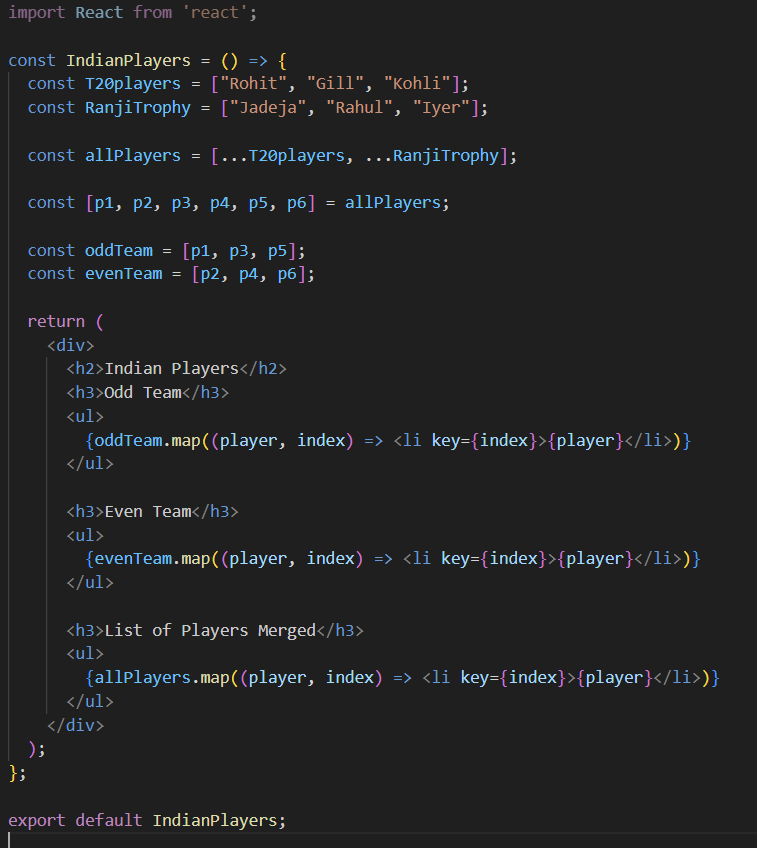 import React from 'react';

const IndianPlayers = () => {
  const T20players = ["Rohit", "Gill", "Kohli"];
  const RanjiTrophy = ["Jadeja", "Rahul", "Iyer"];

  const allPlayers = [...T20players, ...RanjiTrophy];

  const [p1, p2, p3, p4, p5, p6] = allPlayers;

  const oddTeam = [p1, p3, p5];
  const evenTeam = [p2, p4, p6];

  return (
    <div>
      <h2>Indian Players</h2>
      <h3>Odd Team</h3>
      <ul>
        {oddTeam.map((player, index) => <li key={index}>{player}</li>)}
      </ul>

      <h3>Even Team</h3>
      <ul>
        {evenTeam.map((player, index) => <li key={index}>{player}</li>)}
      </ul>

      <h3>List of Players Merged</h3>
      <ul>
        {allPlayers.map((player, index) => <li key={index}>{player}</li>)}
      </ul>
    </div>
  );
};

export default IndianPlayers;